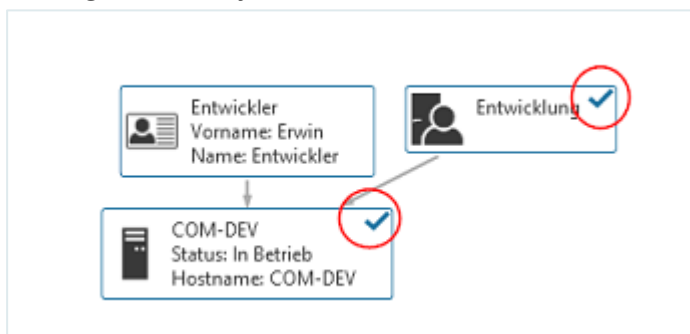 Entwickler
Vorname: Erwin
Name: Entwickler
Entwicklung
COM-DEV
Status: In Betrieb
Hostname: COM-DEV